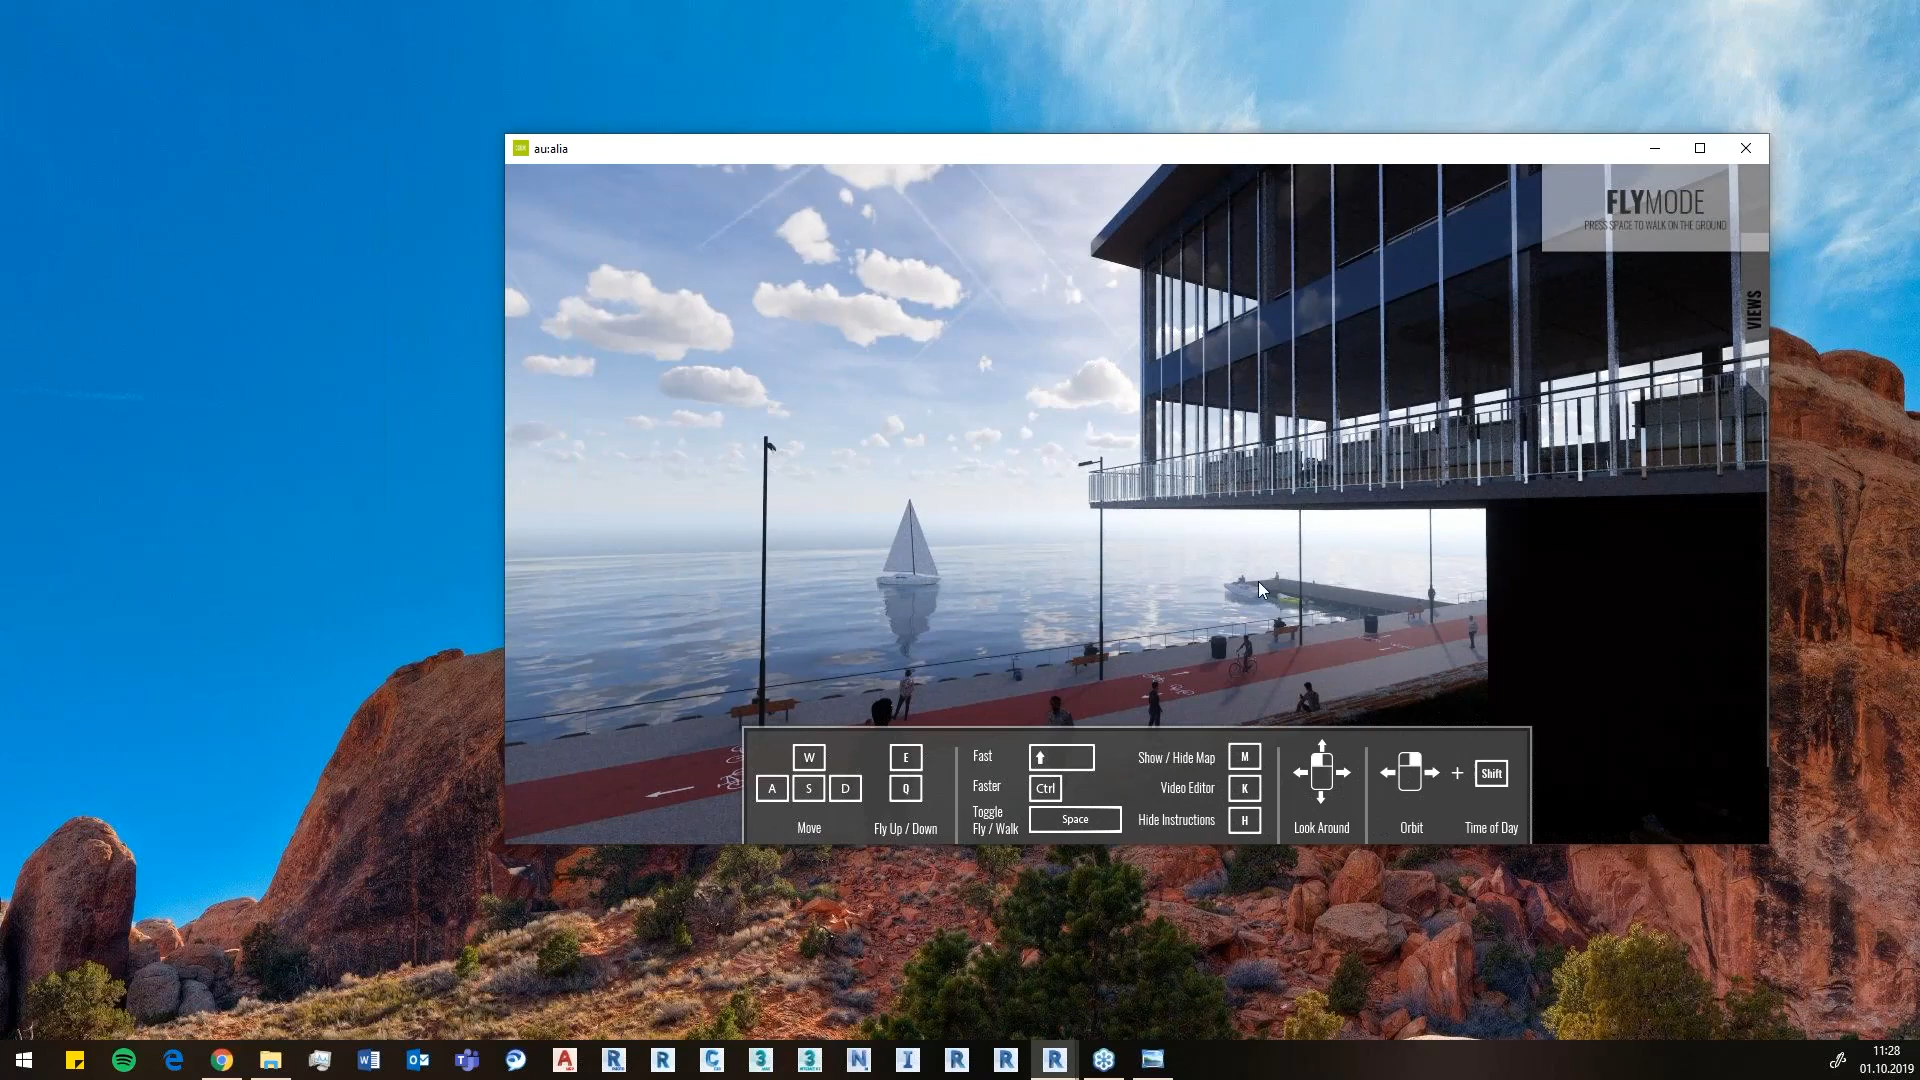 au:alia
FLYMODE
PRESS SPACE TO WALK ON THE GROUND
VIEWS
W
A S D
Move
E
Q
Fly Up / Down
Fast
Faster Ctrl
Toggle
Fly / Walk Space
Show / Hide Map M
Video Editor K
Hide Instructions H
Look Around
Orbit
+ Shift
Time of Day
11:28
01.10.2019